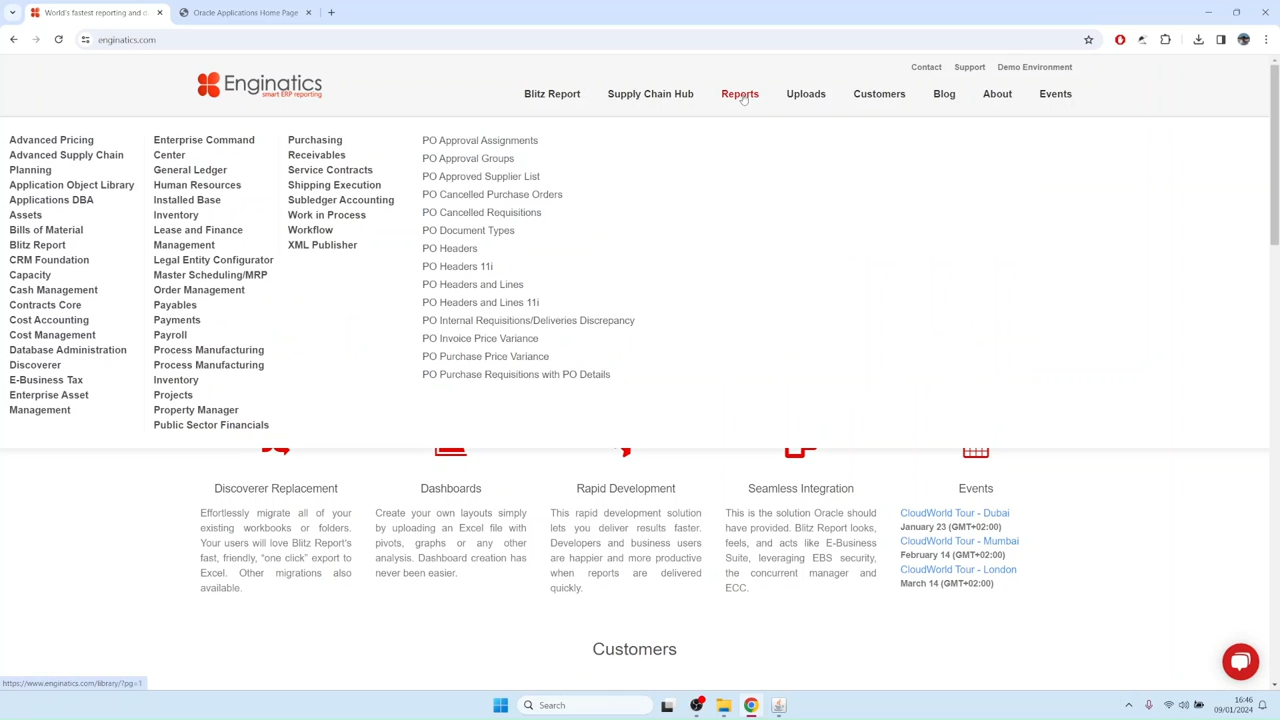 World's fastest reporting and d
Oracle Applications Home Page
enginatics.com
Contact Support Demo Environment
Enginatics
smart ERP reporting
Blitz Report Supply Chain Hub Reports Uploads Customers Blog About Events
Advanced Pricing
Advanced Supply Chain
Planning
Application Object Library
Applications DBA
Assets
Bills of Material
Blitz Report
CRM Foundation
Capacity
Cash Management
Contracts Core
Cost Accounting
Cost Management
Database Administration
Discoverer
E-Business Tax
Enterprise Asset
Management
Enterprise Command
Center
General Ledger
Human Resources
Installed Base
Inventory
Lease and Finance
Management
Legal Entity Configurator
Master Scheduling/MRP
Order Management
Payables
Payments
Payroll
Process Manufacturing
Process Manufacturing
Inventory
Projects
Property Manager
Public Sector Financials
Purchasing
Receivables
Service Contracts
Shipping Execution
Subledger Accounting
Work in Process
Workflow
XML Publisher
PO Approval Assignments
PO Approval Groups
PO Approved Supplier List
PO Cancelled Purchase Orders
PO Cancelled Requisitions
PO Document Types
PO Headers
PO Headers 11i
PO Headers and Lines
PO Headers and Lines 11i
PO Internal Requisitions/Deliveries Discrepancy
PO Invoice Price Variance
PO Purchase Price Variance
PO Purchase Requisitions with PO Details
Discoverer Replacement
Effortlessly migrate all of your
existing workbooks or folders.
Your users will love Blitz Report's
fast, friendly, “one click” export to
Excel. Other migrations also
available.
Dashboards
Create your own layouts simply
by uploading an Excel file with
pivots, graphs or any other
analysis. Dashboard creation has
never been easier.
Rapid Development
This rapid development solution
lets you deliver results faster.
Developers and business users
are happier and more productive
when reports are delivered
quickly.
Seamless Integration
This is the solution Oracle should
have provided. Blitz Report looks,
feels, and acts like E-Business
Suite, leveraging EBS security,
the concurrent manager and
ECC.
Events
CloudWorld Tour - Dubai
January 23 (GMT+02:00)
CloudWorld Tour - Mumbai
February 14 (GMT+02:00)
CloudWorld Tour - London
March 14 (GMT+02:00)
Customers
https://www.enginatics.com/library/?pg=1
Search
16:46
09/01/2024